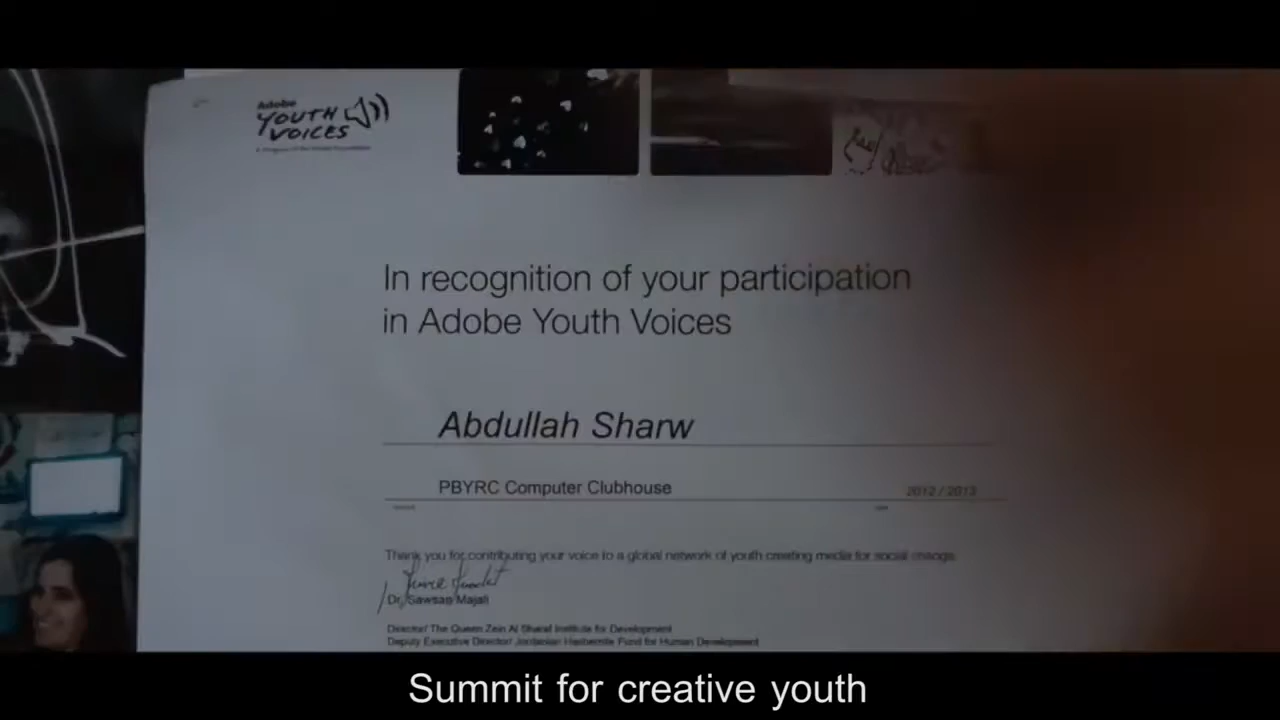 Adobe
YOUTH
VOICES
In recognition of your participation
in Adobe Youth Voices
Abdullah Sharw
PBYRC Computer Clubhouse
2012 / 2013
Thank you for contributing your voice to a global network of youth creating media for social change.
Dr. Sawsan Majali
Director/ The Queen Zein Al Sharaf Institute for Development
Deputy Executive Director/ Jordanian Hashemite Fund for Human Development
Summit for creative youth